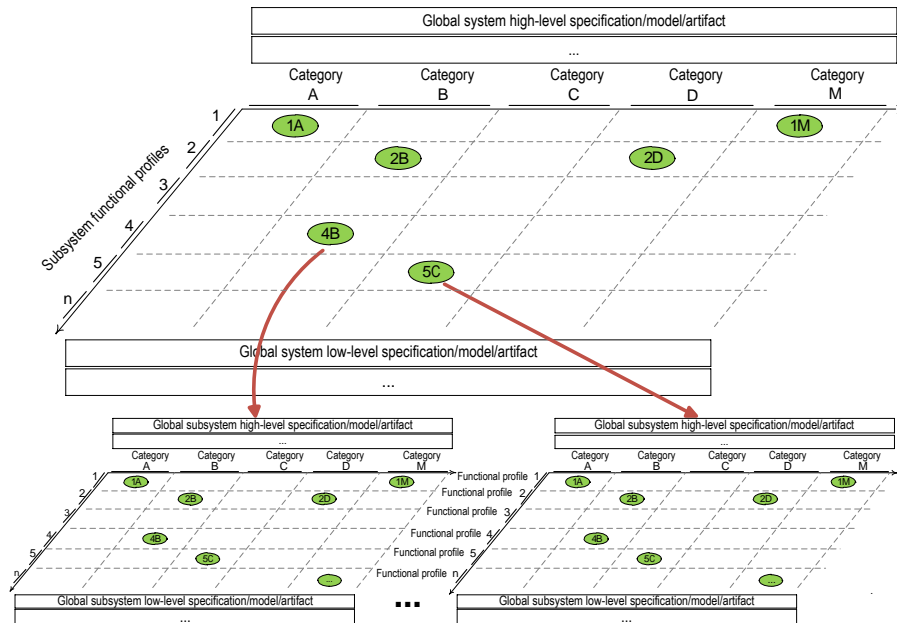 Global system high-level specification/model/artifact
...
Category A
Category B
Category C
Category D
Category M
Subsystem functional profiles
1
2
3
4
5
n
1A
1M
2B
2D
4B
5C
Global system low-level specification/model/artifact
...
Global subsystem high-level specification/model/artifact
...
Category A
Category B
Category C
Category D
Category M
1
2
3
4
5
n
1A
1M
2B
2D
4B
5C
...
Functional profile
Functional profile
Functional profile
Functional profile
Functional profile
Functional profile
Global subsystem low-level specification/model/artifact
...
...
Global subsystem high-level specification/model/artifact
...
Category A
Category B
Category C
Category D
Category M
1
2
3
4
5
n
1A
1M
2B
2D
4B
5C
...
Global subsystem low-level specification/model/artifact
...